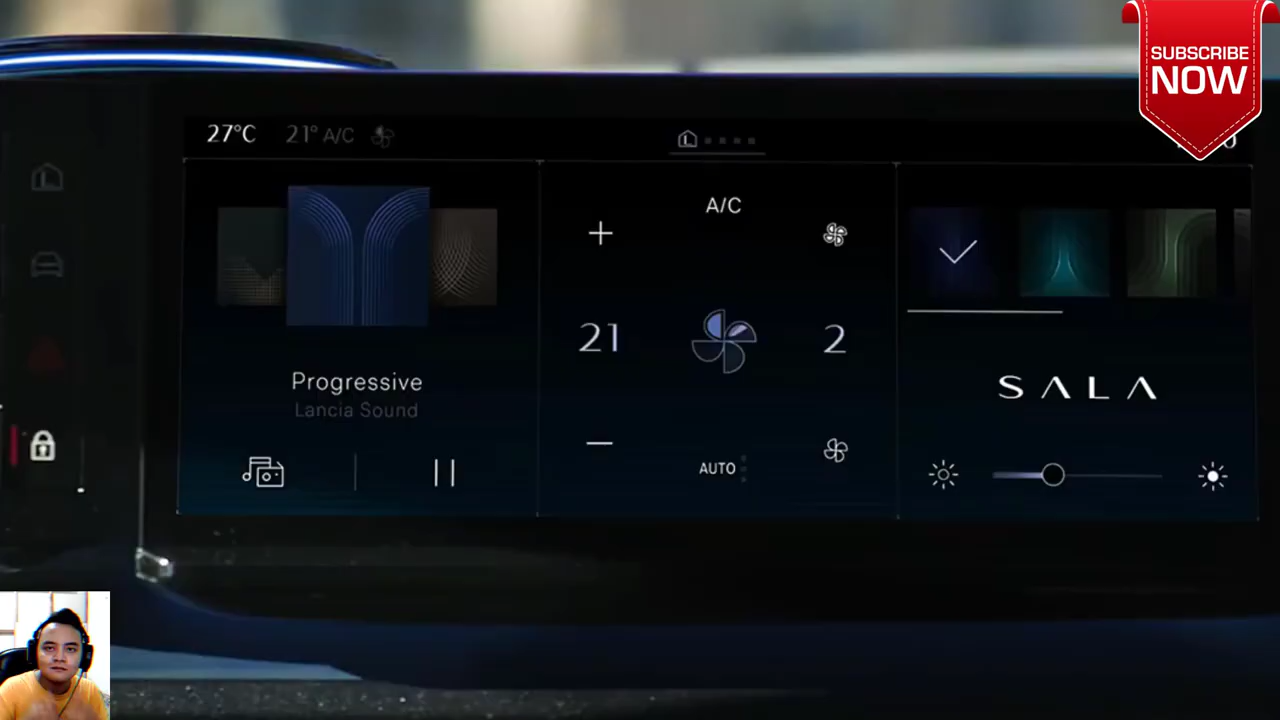 SUBSCRIBE
NOW
27°C 21° A/C
A/C
21
2
Progressive
Lancia Sound
SALA
AUTO